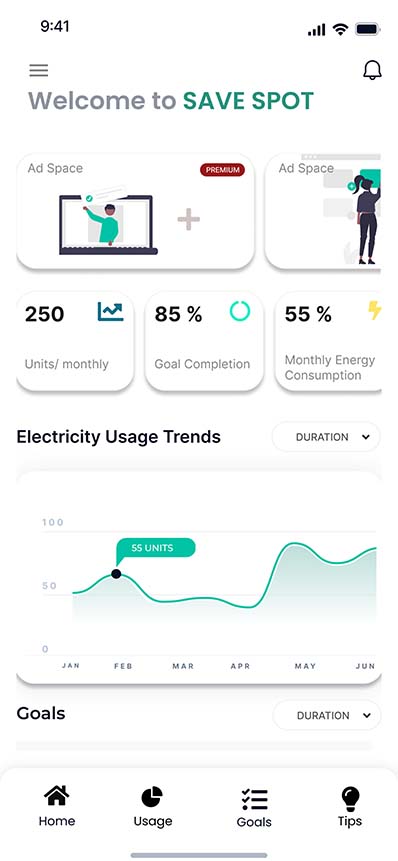 9:41
Welcome to SAVE SPOT
Ad Space
PREMIUM
Ad Space
250
Units/ monthly
85 %
Goal Completion
55 %
Monthly Energy
Consumption
Electricity Usage Trends
DURATION
100
55 UNITS
50
0
JAN FEB MAR APR MAY JUN
Goals
DURATION
Home Usage Goals Tips